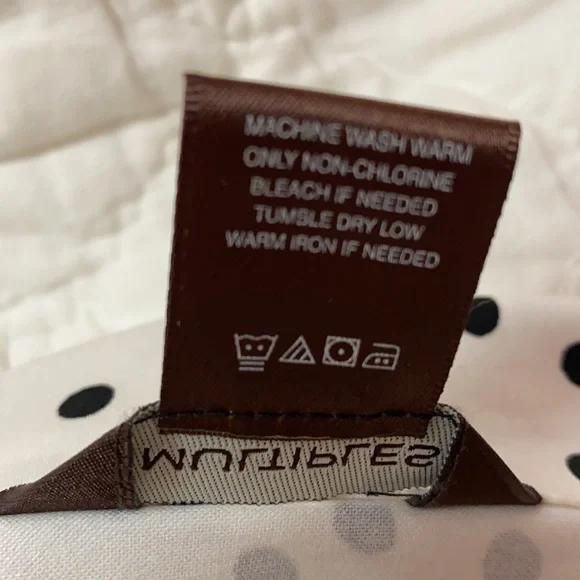 MACHINE WASH WARM
ONLY NON-CHLORINE
BLEACH IF NEEDED
TUMBLE DRY LOW
WARM IRON IF NEEDED
MULTIPLES